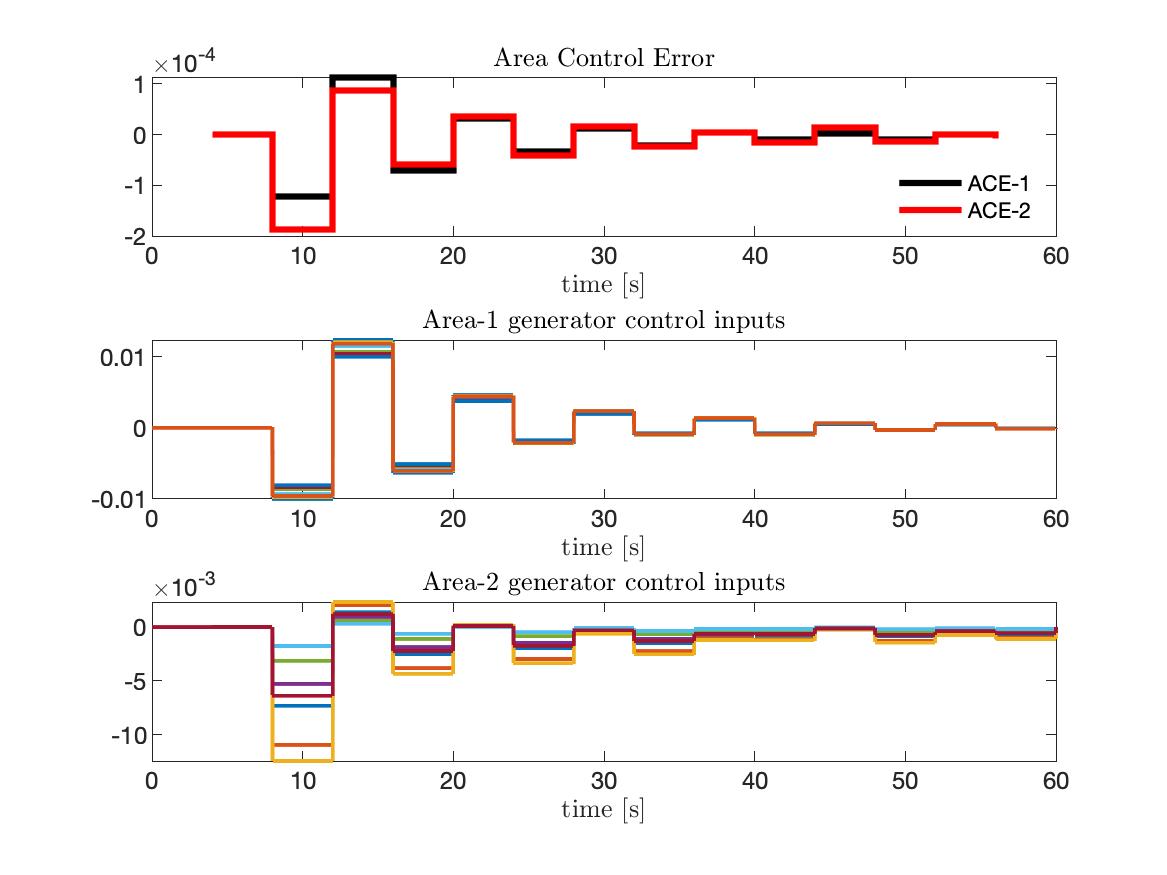 ×10-4
Area Control Error
1
0
-1
-2
ACE-1
ACE-2
0 10 20 30 40 50 60
time [s]
Area-1 generator control inputs
0.01
0
-0.01
0 10 20 30 40 50 60
time [s]
×10-3
Area-2 generator control inputs
0
-5
-10
0 10 20 30 40 50 60
time [s]